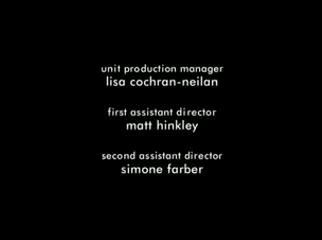 unit production manager
lisa cochran-neilan
first assistant director
matt hinkley
second assistant director
simone farber